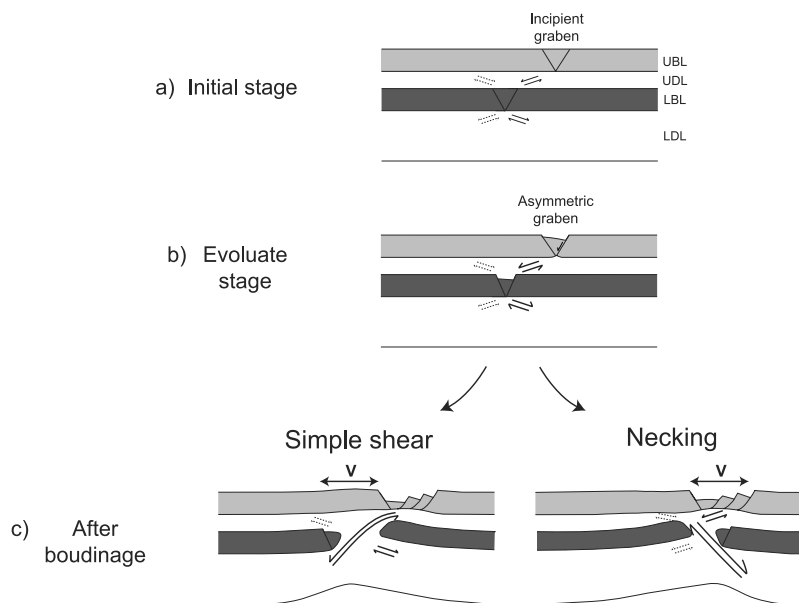 Incipient
graben
UBL
UDL
LBL
LDL
a) Initial stage
Asymmetric
graben
b) Evoluate
stage
Simple shear
Necking
V
V
c) After
boudinage